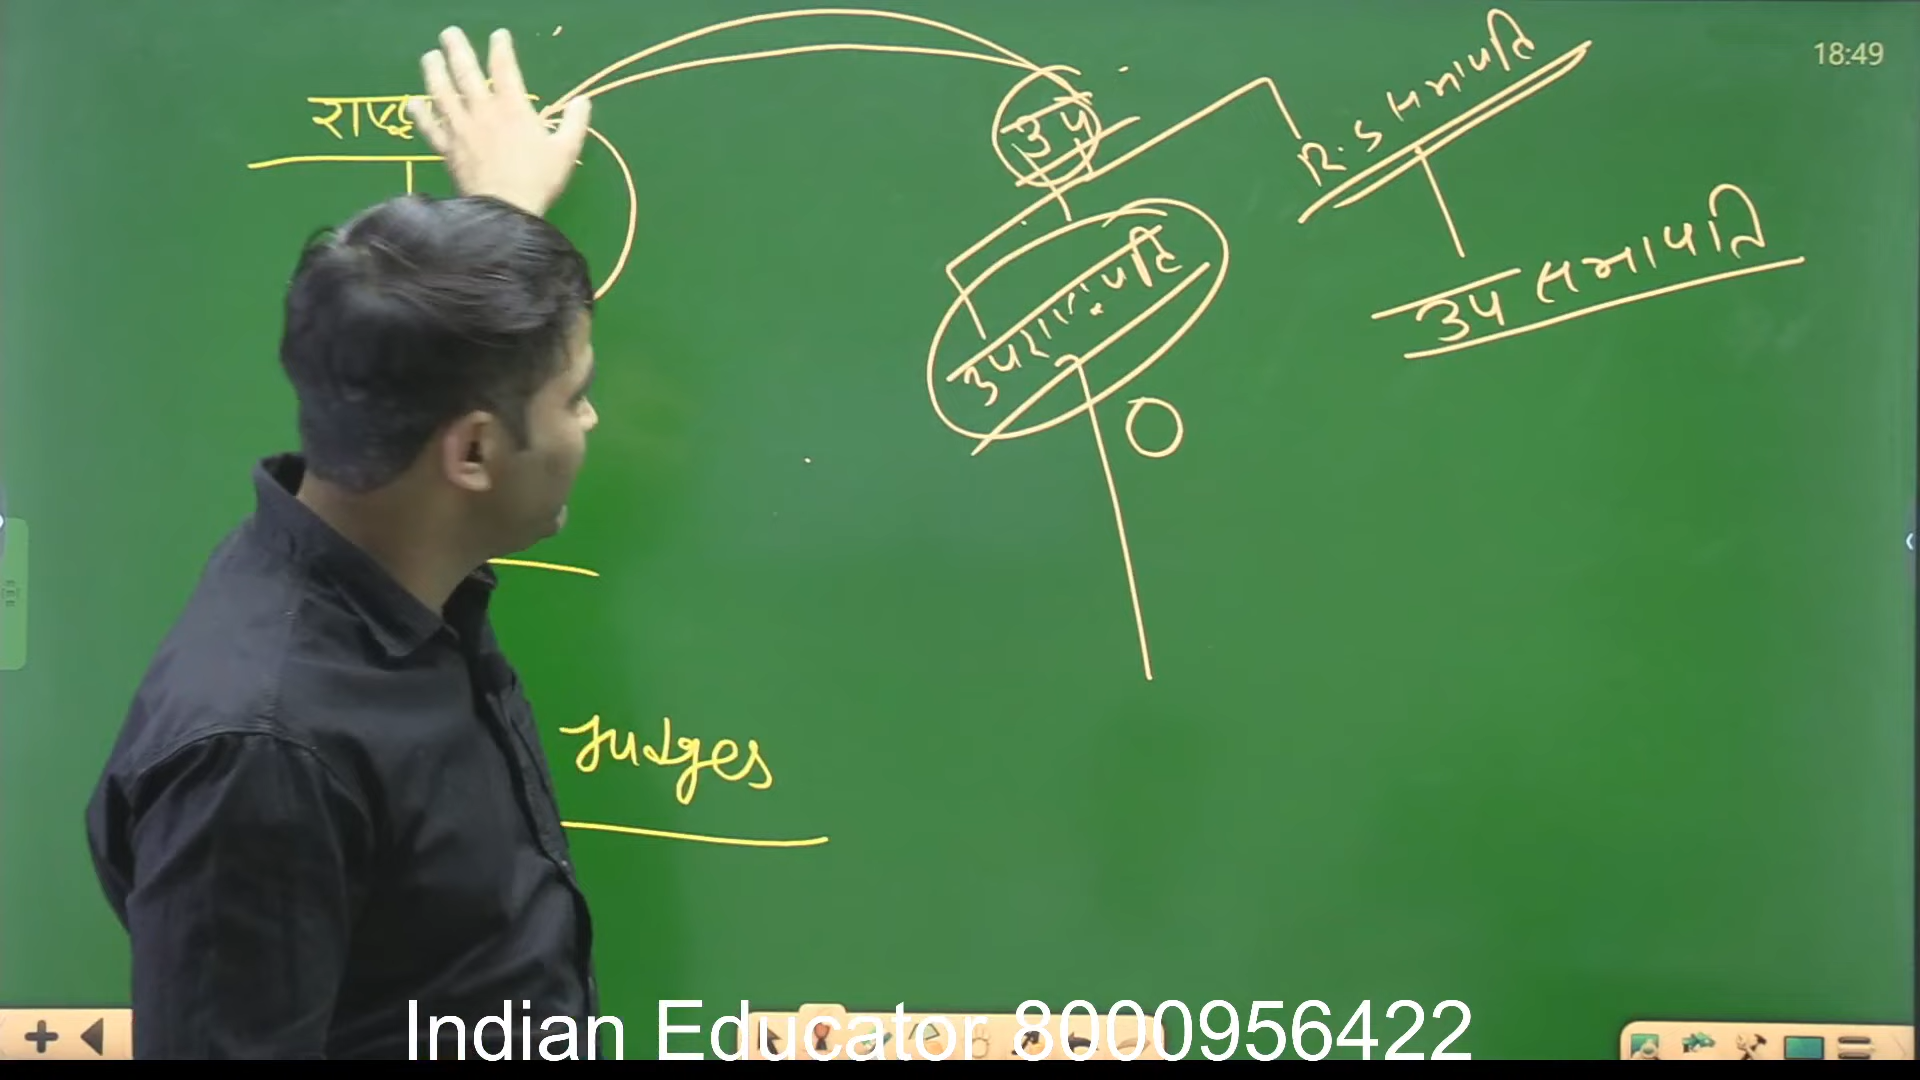 18:49
उप
R.S सभापति
उपराष्ट्रपति
उप सभापति
O
Judges
Indian Educator 8000956422